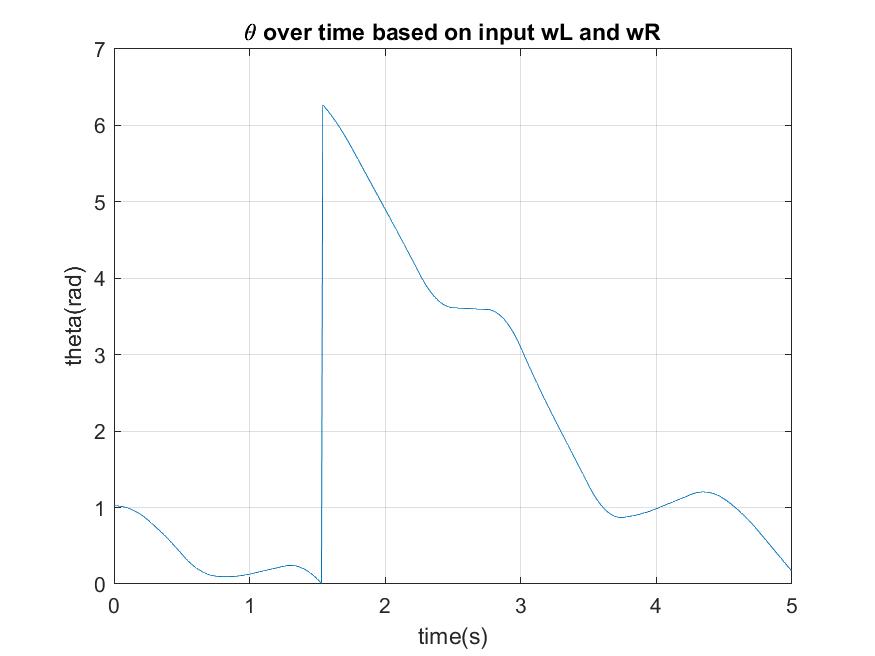 θ over time based on input wL and wR
7
6
5
4
3
2
1
0
theta(rad)
0 1 2 3 4 5
time(s)